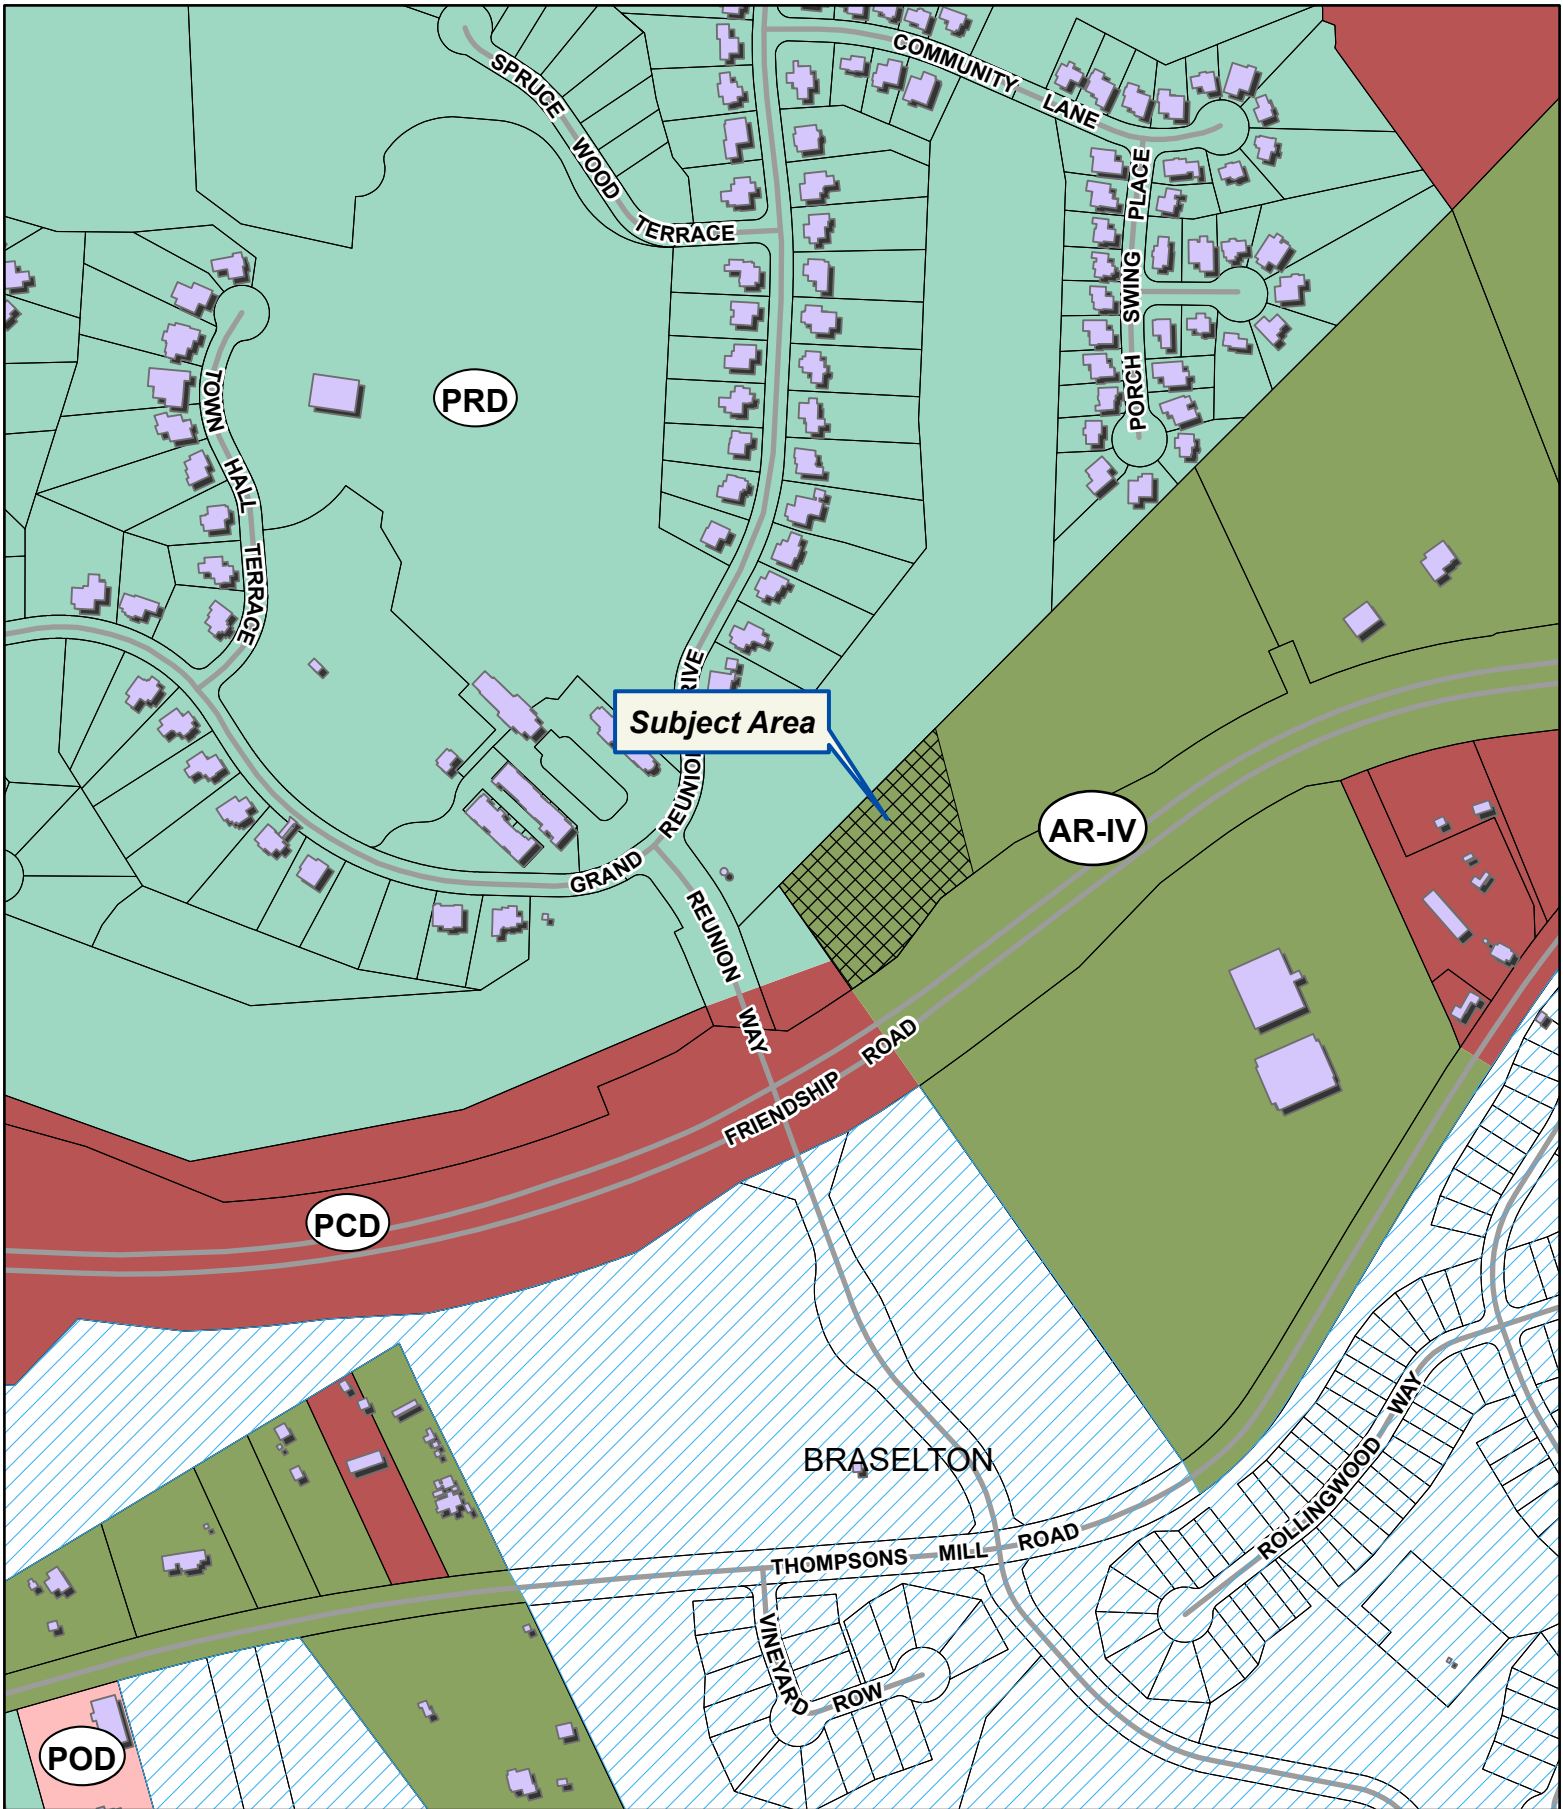 COMMUNITY LANE
SPRUCE WOOD TERRACE
PORCH SWING PLACE
PRD
TOWN HALL TERRACE
Subject Area
REUNION
RIVE
GRAND
AR-IV
REUNION WAY
FRIENDSHIP ROAD
PCD
BRASELTON
ROLLINGWOOD WAY
THOMPSONS MILL ROAD
VINEYARD ROW
POD